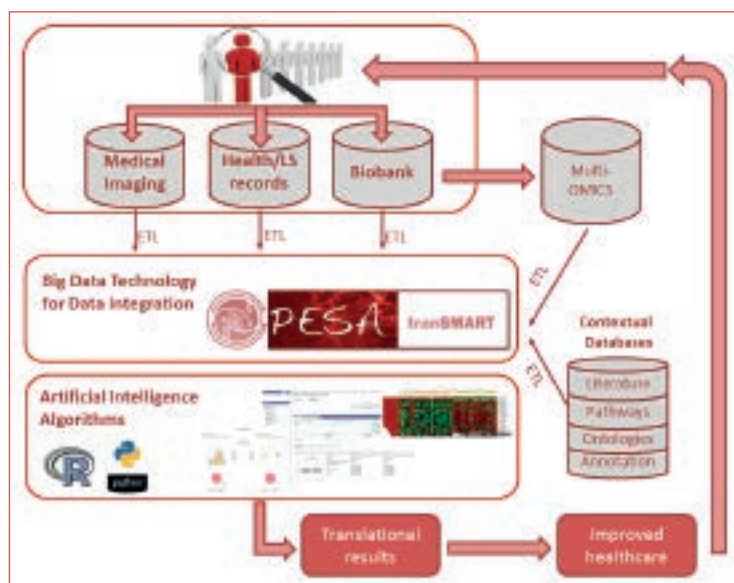 Medical
Imaging
Health/LS
records
Biobank
Multi-
OMICS
ETL
ETL
ETL
ETL
Big Data Technology
for Data Integration
PESA
tranSMART
Contextual
Databases
ETL
Literature
Pathways
Ontologies
Annotation
Artificial Intelligence
Algorithms
R
python
Translational
results
Improved
healthcare